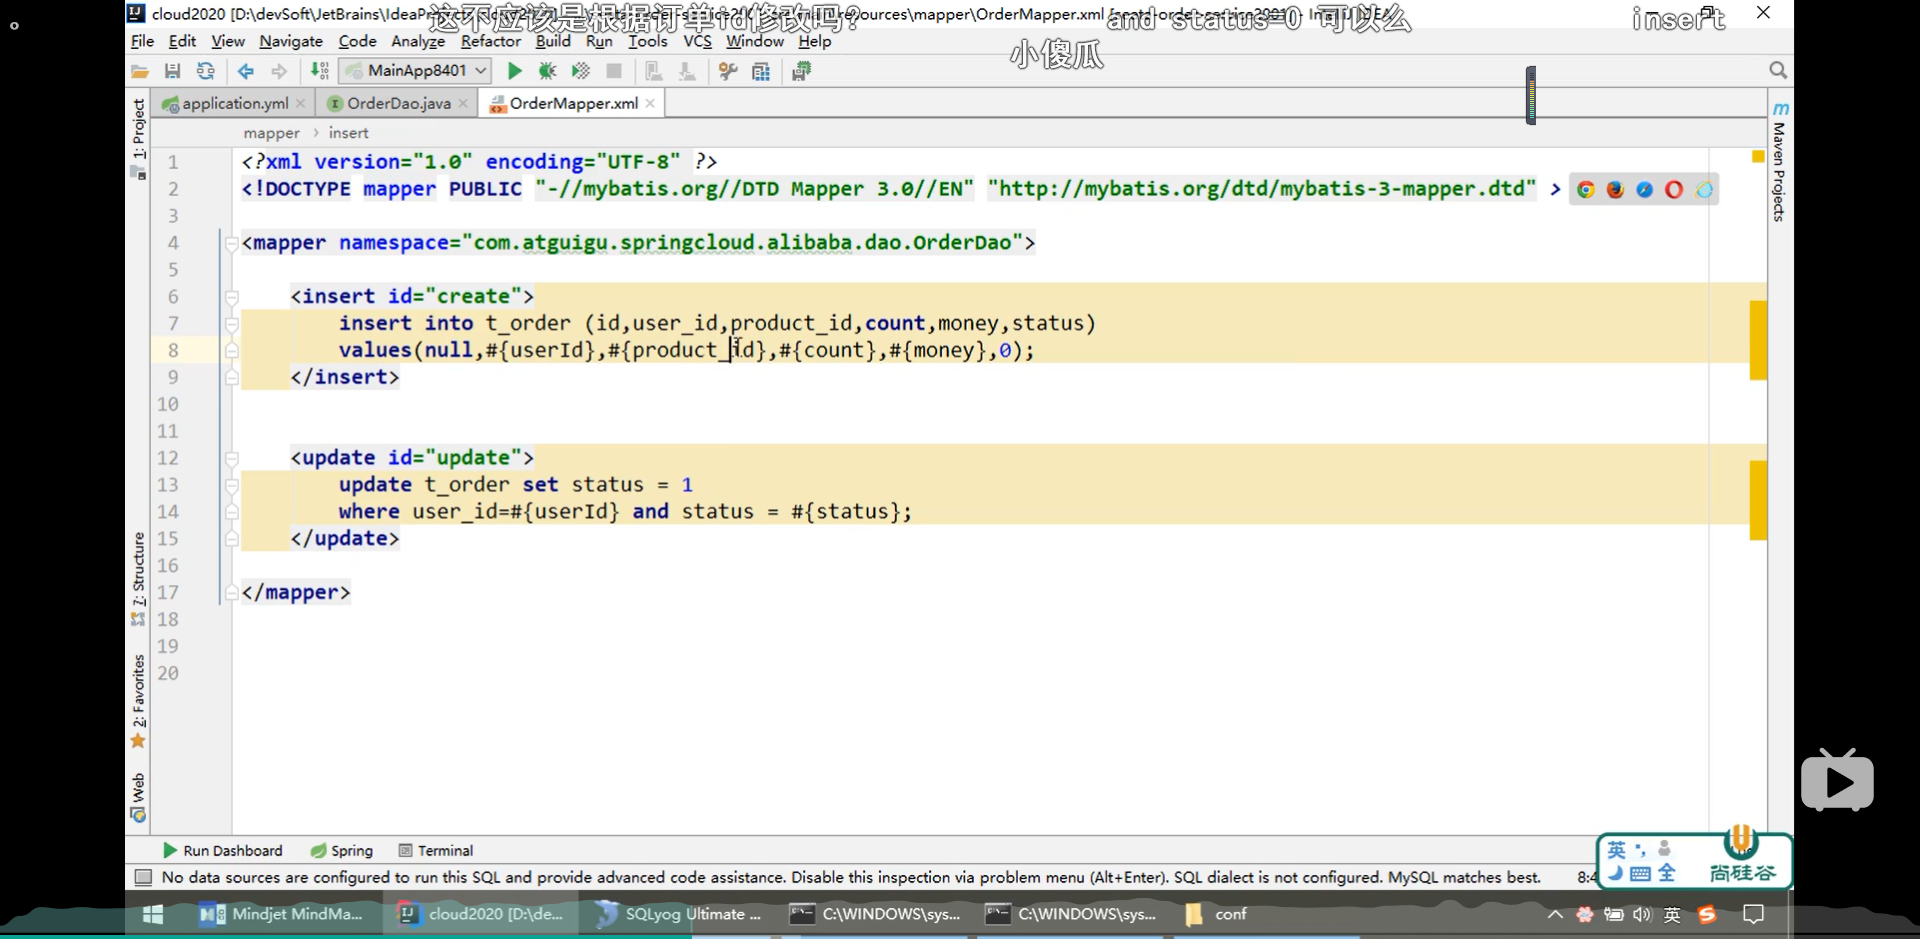 cloud2020 [D:\devSoft\JetBrains\IdeaPro
resources\mapper\OrderMapper.xml
这不应该是根据订单id修改吗?
and status=0 可以么
insert
小傻瓜
File Edit View Navigate Code Analyze Refactor Build Run Tools VCS Window Help
MainApp8401
application.yml OrderDao.java OrderMapper.xml
mapper insert
1 <?xml version="1.0" encoding="UTF-8" ?>
2 <!DOCTYPE mapper PUBLIC "-//mybatis.org//DTD Mapper 3.0//EN" "http://mybatis.org/dtd/mybatis-3-mapper.dtd" >
3
4 <mapper namespace="com.atguigu.springcloud.alibaba.dao.OrderDao">
5
6 <insert id="create">
7 insert into t_order (id,user_id,product_id,count,money,status)
8 values(null,#{userId},#{product_id},#{count},#{money},0);
9 </insert>
10
11
12 <update id="update">
13 update t_order set status = 1
14 where user_id=#{userId} and status = #{status};
15 </update>
16
17 </mapper>
18
19
20
1: Project
7: Structure
2: Favorites
Web
Maven Projects
Run Dashboard Spring Terminal
No data sources are configured to run this SQL and provide advanced code assistance. Disable this inspection via problem menu (Alt+Enter). SQL dialect is not configured. MySQL matches best.
8:4
英
全
尚硅谷
Mindjet MindMa... cloud2020 [D:\de... SQLyog Ultimate ... C:\WINDOWS\sys... C:\WINDOWS\sys... conf
英